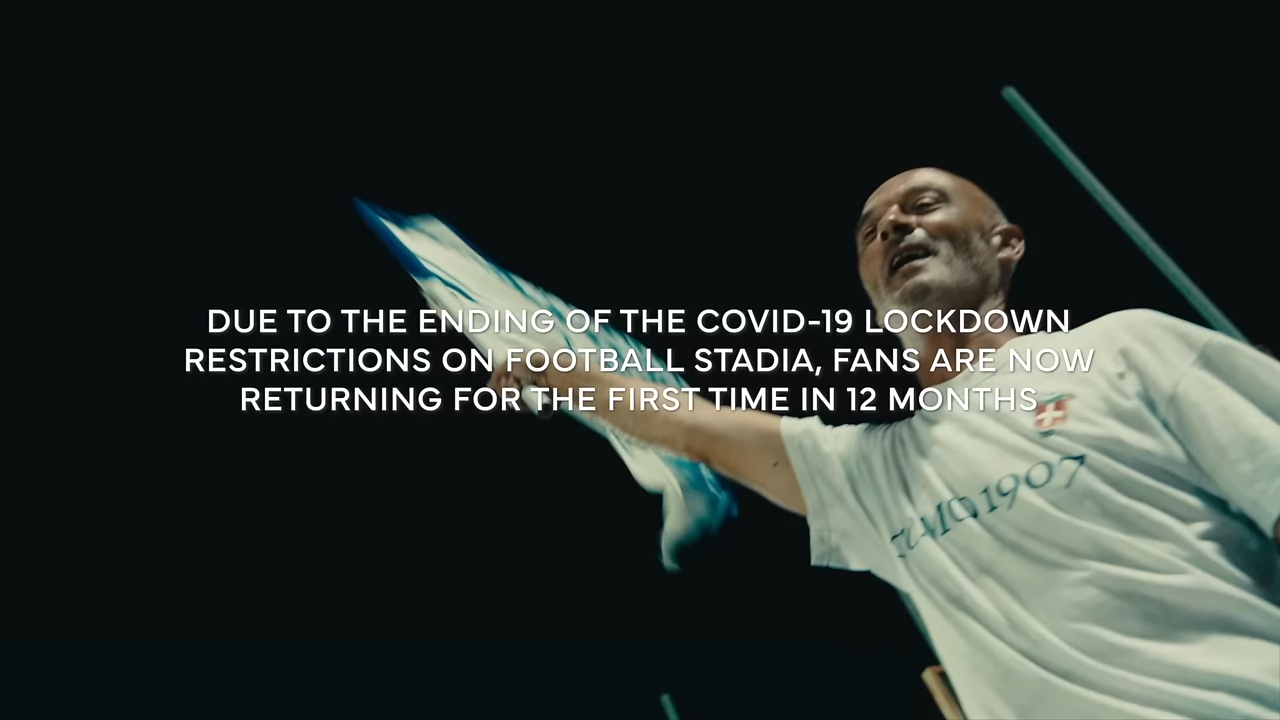 DUE TO THE ENDING OF THE COVID-19 LOCKDOWN
RESTRICTIONS ON FOOTBALL STADIA, FANS ARE NOW
RETURNING FOR THE FIRST TIME IN 12 MONTHS
1907